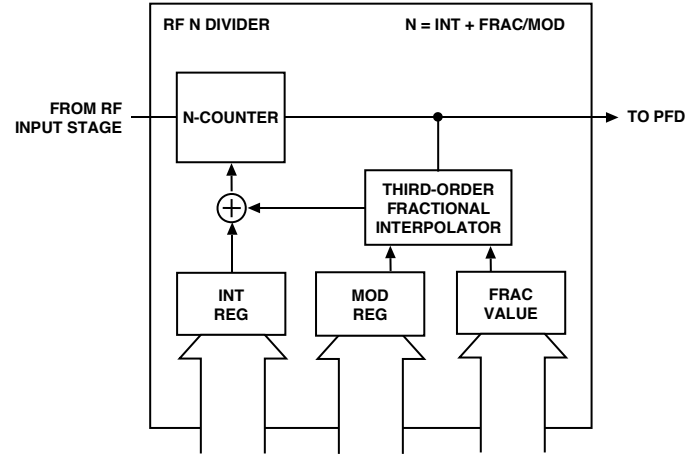 RF N DIVIDER
N = INT + FRAC/MOD
FROM RF
INPUT STAGE
N-COUNTER
TO PFD
THIRD-ORDER
FRACTIONAL
INTERPOLATOR
INT
REG
MOD
REG
FRAC
VALUE